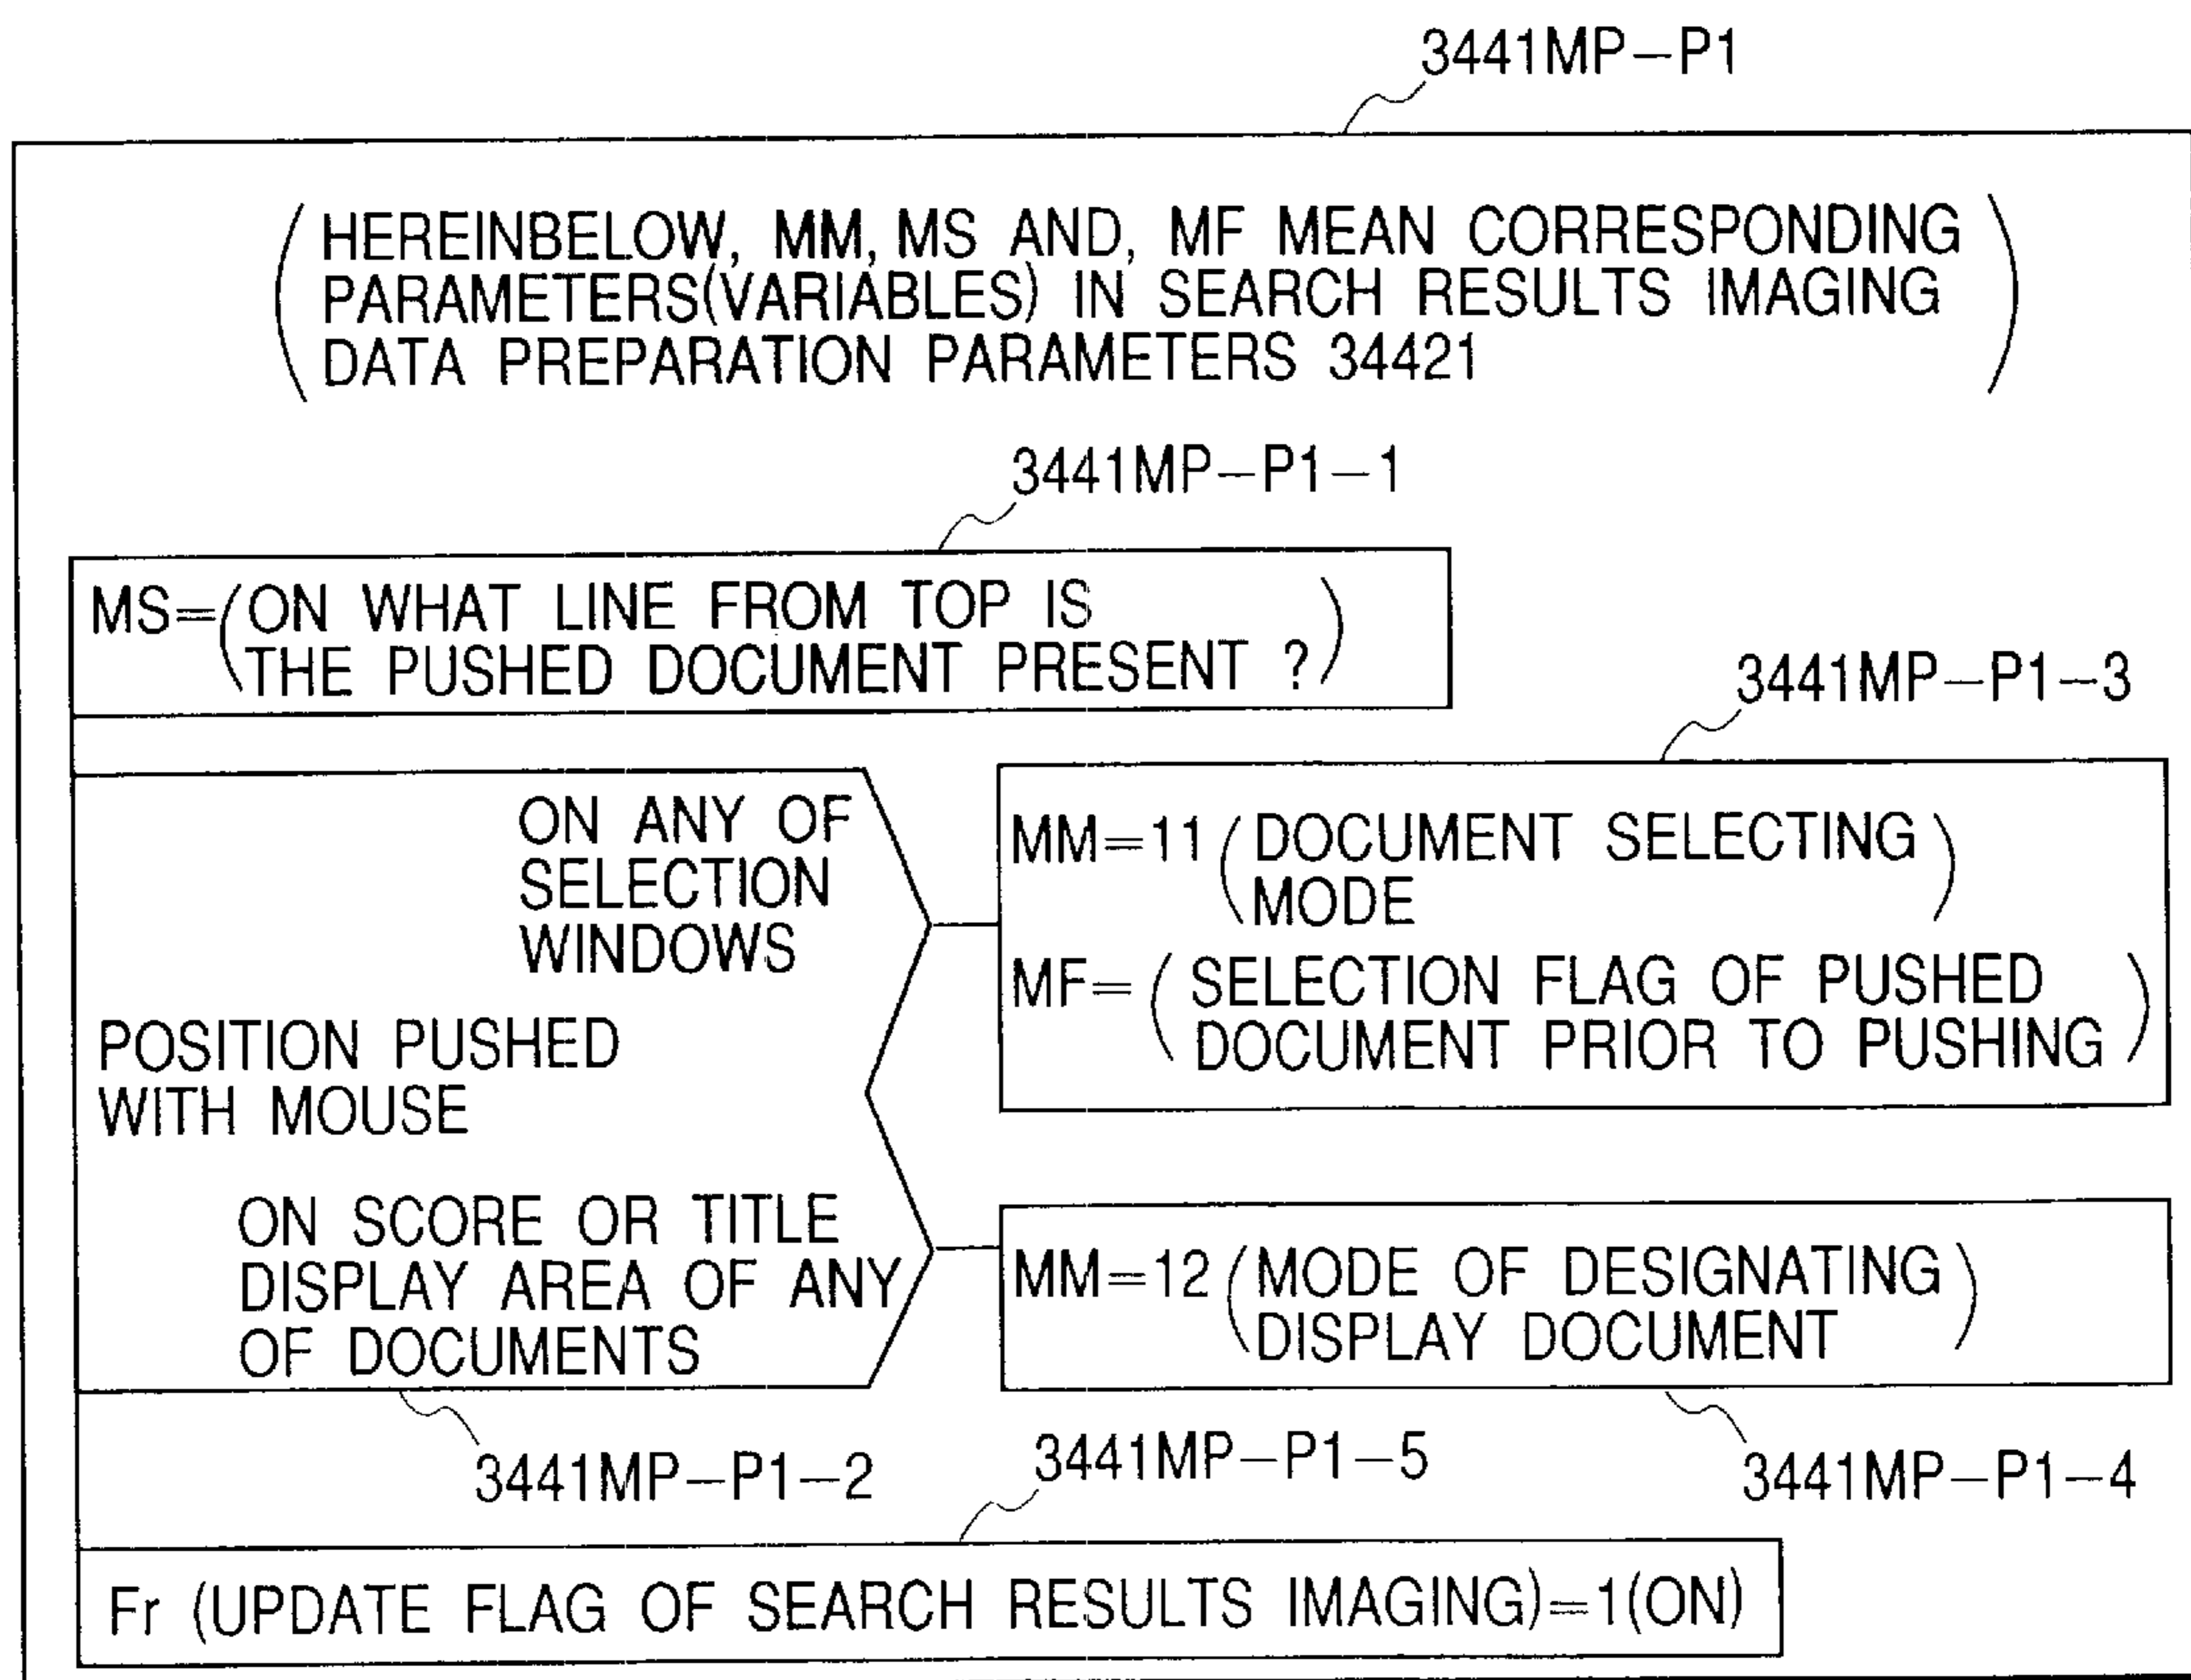 3441MP-P1
HEREINBELOW, MM, MS AND, MF MEAN CORRESPONDING
PARAMETERS(VARIABLES) IN SEARCH RESULTS IMAGING
DATA PREPARATION PARAMETERS 34421
3441MP-P1-1
MS=(ON WHAT LINE FROM TOP IS
THE PUSHED DOCUMENT PRESENT ?)
3441MP-P1-3
ON ANY OF
SELECTION
WINDOWS
MM=11(DOCUMENT SELECTING
MODE)
MF=(SELECTION FLAG OF PUSHED
DOCUMENT PRIOR TO PUSHING)
POSITION PUSHED
WITH MOUSE
ON SCORE OR TITLE
DISPLAY AREA OF ANY
OF DOCUMENTS
MM=12(MODE OF DESIGNATING
DISPLAY DOCUMENT)
3441MP-P1-2
3441MP-P1-5
3441MP-P1-4
Fr (UPDATE FLAG OF SEARCH RESULTS IMAGING)=1(ON)